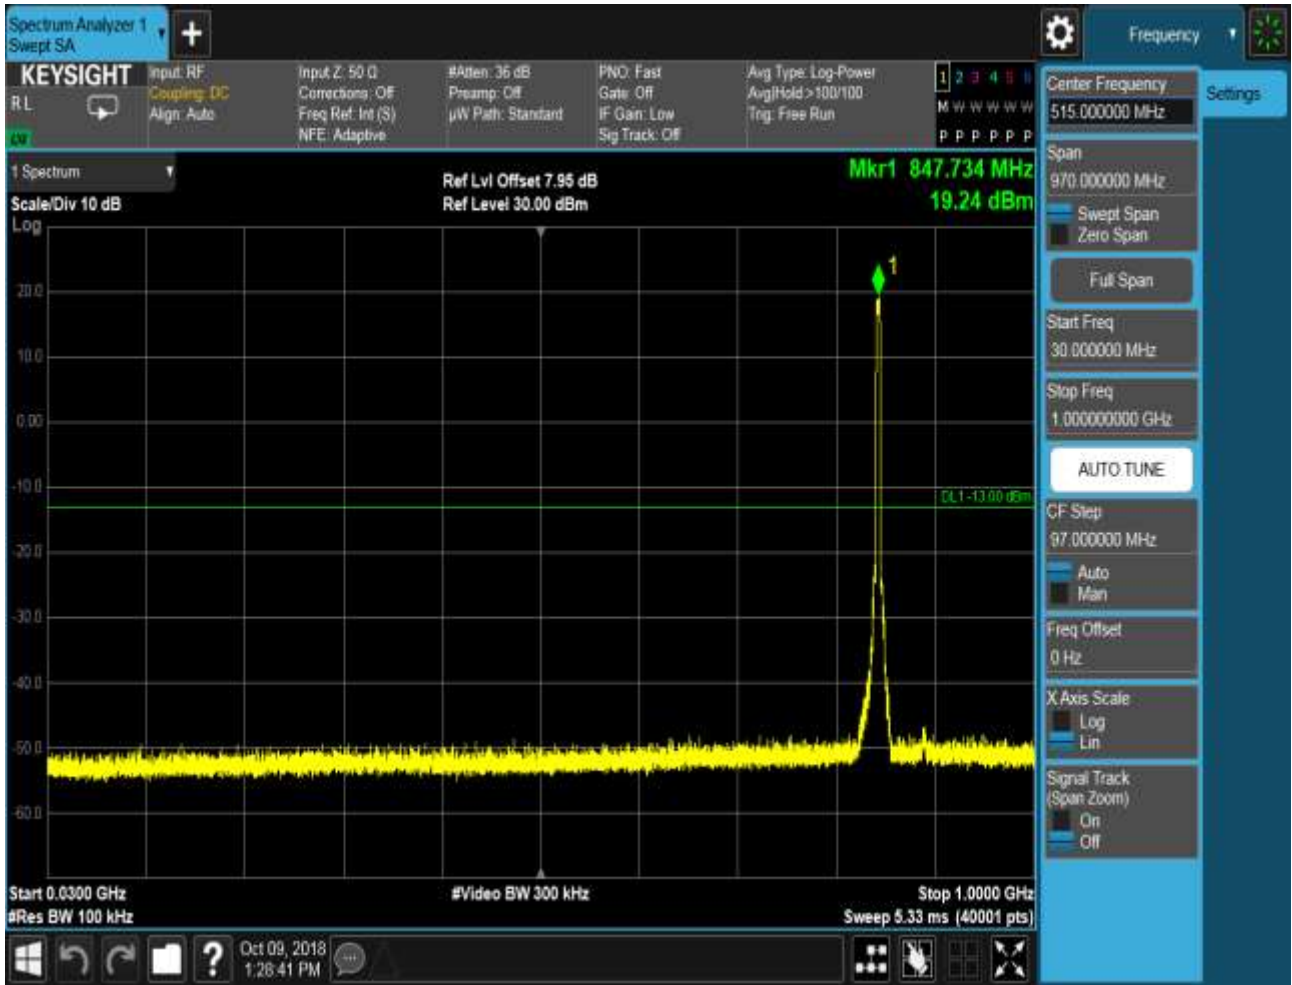 Spectrum Analyzer 1
Swept SA
+
Frequency
KEYSIGHT
R L
LXI
Input: RF
Coupling: DC
Align: Auto
Input Z: 50 Ω
Corrections: Off
Freq Ref: Int (S)
NFE: Adaptive
#Atten: 36 dB
Preamp: Off
µW Path: Standard
PNO: Fast
Gate: Off
IF Gain: Low
Sig Track: Off
Avg Type: Log-Power
Avg|Hold:>100/100
Trig: Free Run
1 2 3 4 5 6
M W W W W W
P P P P P P
Center Frequency
515.000000 MHz
Settings
Span
970.000000 MHz
Swept Span
Zero Span
Full Span
Start Freq
30.000000 MHz
Stop Freq
1.000000000 GHz
AUTO TUNE
CF Step
97.000000 MHz
Auto
Man
Freq Offset
0 Hz
X Axis Scale
Log
Lin
Signal Track
(Span Zoom)
On
Off
1 Spectrum
Scale/Div 10 dB
Log
Ref Lvl Offset 7.95 dB
Ref Level 30.00 dBm
Mkr1 847.734 MHz
19.24 dBm
1
20.0
10.0
0.00
-10.0
DL1 -13.00 dBm
-20.0
-30.0
-40.0
-50.0
-60.0
Start 0.0300 GHz
#Res BW 100 kHz
#Video BW 300 kHz
Stop 1.0000 GHz
Sweep 5.33 ms (40001 pts)
?
Oct 09, 2018
1:28:41 PM